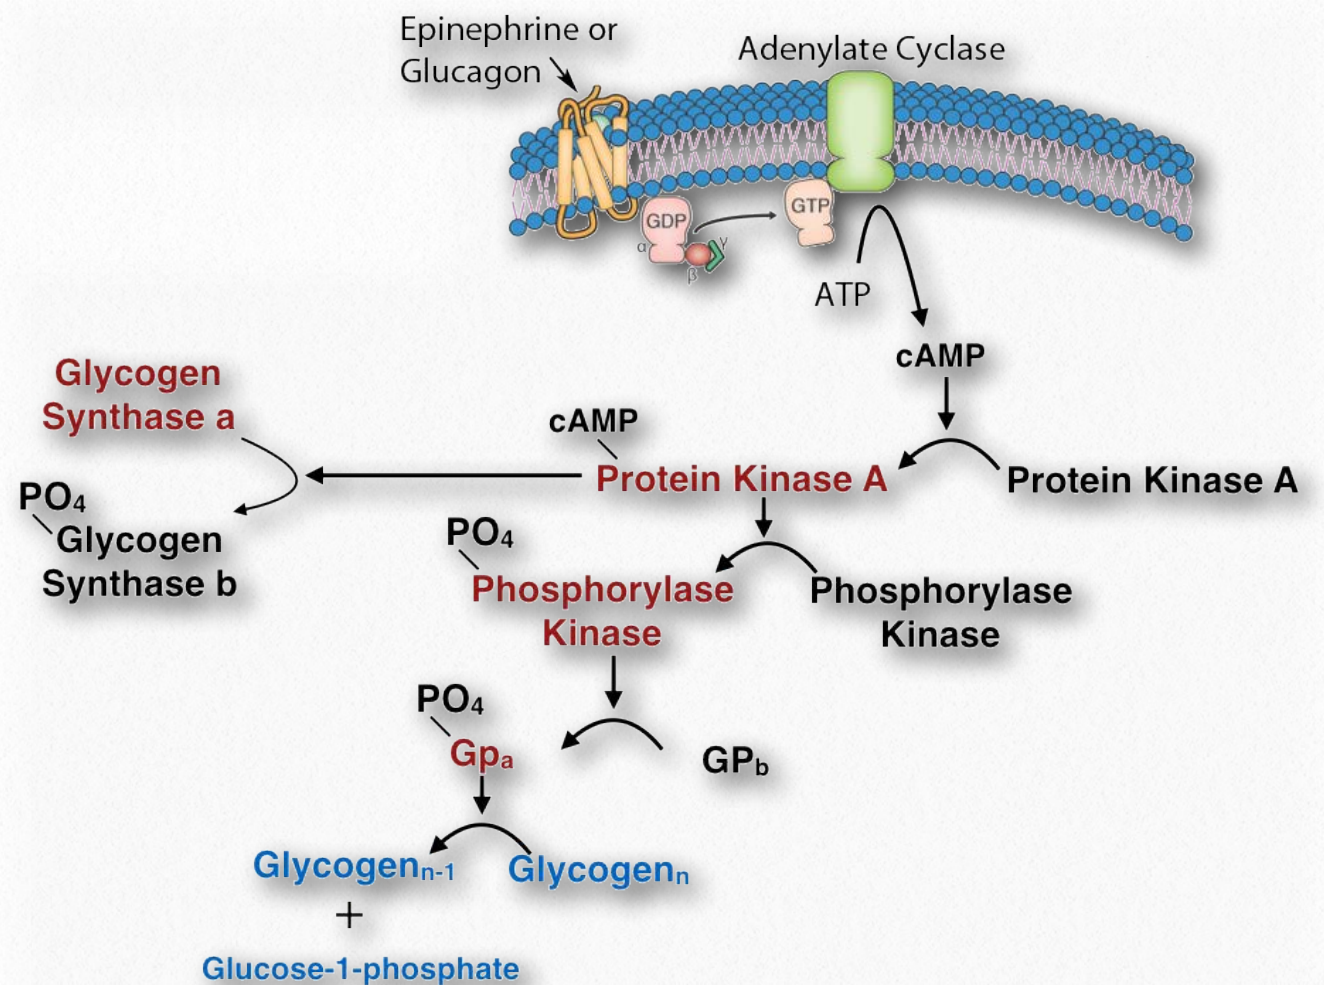 Epinephrine or
Glucagon
Adenylate Cyclase
GDP
GTP
α
γ
β
ATP
cAMP
Glycogen
Synthase a
cAMP
Protein Kinase A
Protein Kinase A
PO₄
Glycogen
Synthase b
PO₄
Phosphorylase
Kinase
Phosphorylase
Kinase
PO₄
Gpₐ
GP_b
Glycogenₙ₋₁
Glycogenₙ
+
Glucose-1-phosphate